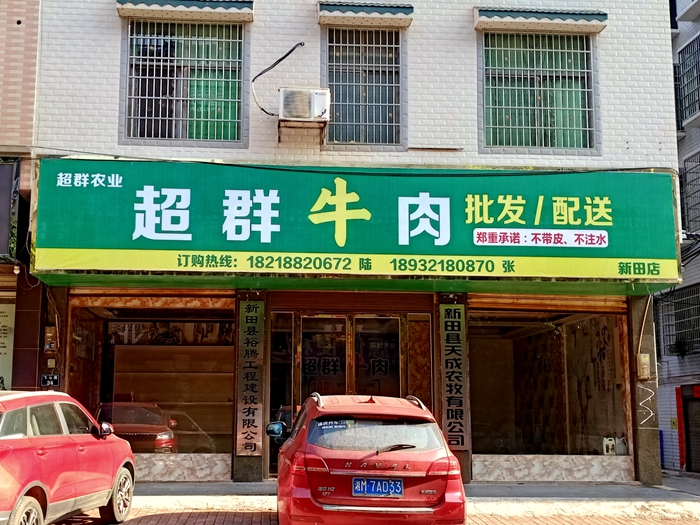 超群农业
超群牛肉
批发/配送
郑重承诺：不带皮、不注水
订购热线：18218820672 陆 18932180870 张
新田店
新田县裕腾工程建设有限公司
超群 肉
新田县天成农牧有限公司
34
HAVAL
湘M·7AD33